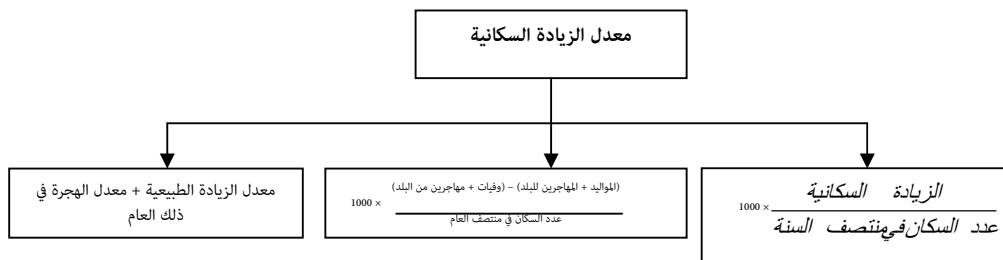 معدل الزيادة السكانية
الزيادة السكانية
1000 ×
عدد السكان في منتصف السنة
(المواليد + المهاجرين للبلد) – (وفيات + مهاجرين من البلد)
1000 ×
عدد السكان في منتصف العام
معدل الزيادة الطبيعية + معدل الهجرة في
ذلك العام